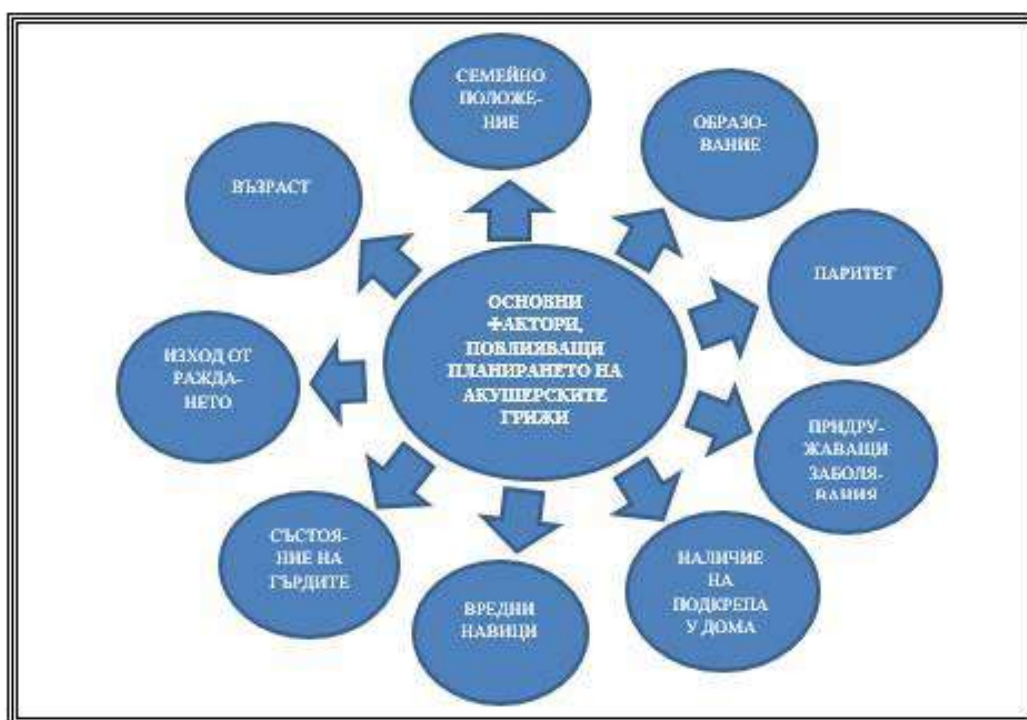 СЕМЕЙНО
ПОЛОЖЕ-
НИЕ
ОБРАЗО-
ВАНИЕ
ВЪЗРАСТ
ПАРИТЕТ
ОСНОВНИ
ФАКТОРИ,
ПОВЛИЯВАЩИ
ПЛАНИРАНЕТО НА
АКУШЕРСКИТЕ
ГРИЖИ
ИЗХОД ОТ
РАЖДА-
НЕТО
ПРИДРУ-
ЖАВАЩИ
ЗАБОЛЯ-
ВАНИЯ
СЪСТОЯ-
НИЕ НА
ГЪРДИТЕ
НАЛИЧИЕ
НА
ПОДКРЕПА
У ДОМА
ВРЕДНИ
НАВИЦИ